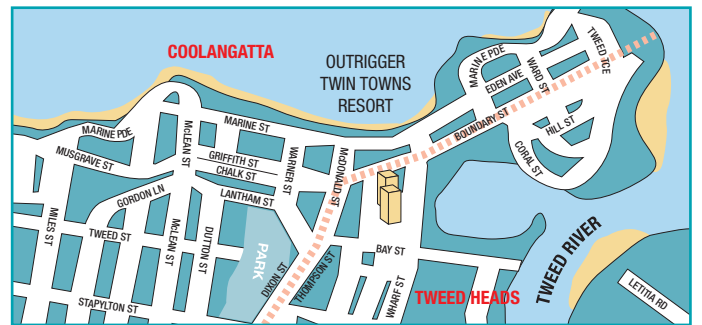 COOLANGATTA
OUTRIGGER
TWIN TOWNS
RESORT
MARINE PDE
EDEN AVE
WARD ST
TWEED TCE
BOUNDARY ST
HILL ST
CORAL ST
MARINE PDE
McLEAN ST
MARINE ST
GRIFFITH ST
CHALK ST
WARNER ST
McDONALD ST
MUSGRAVE ST
LANTHAM ST
GORDON LN
MILES ST
TWEED ST
McLEAN ST
DUTTON ST
PARK
DIXON ST
THOMPSON ST
BAY ST
WHARF ST
TWEED HEADS
TWEED RIVER
LETITIA RD
STAPYLTON ST